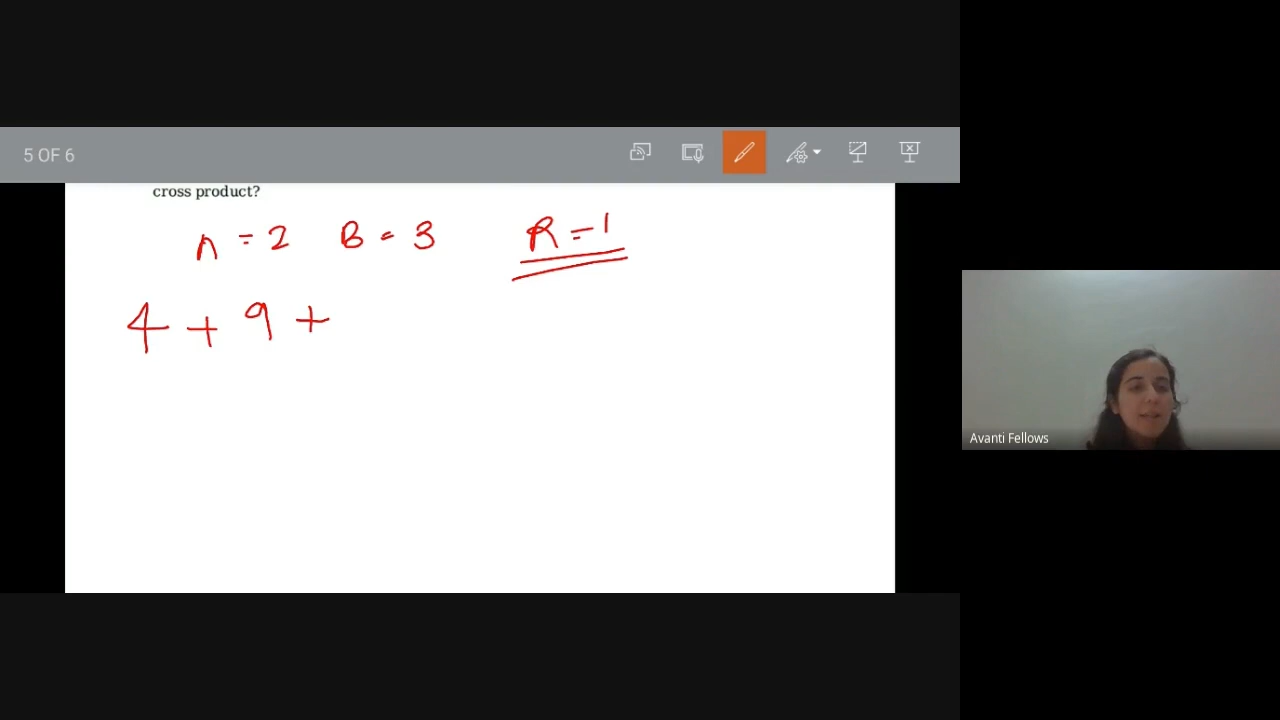 5 OF 6
cross product?
A = 2 B = 3 R = 1
4 + 9 +
Avanti Fellows